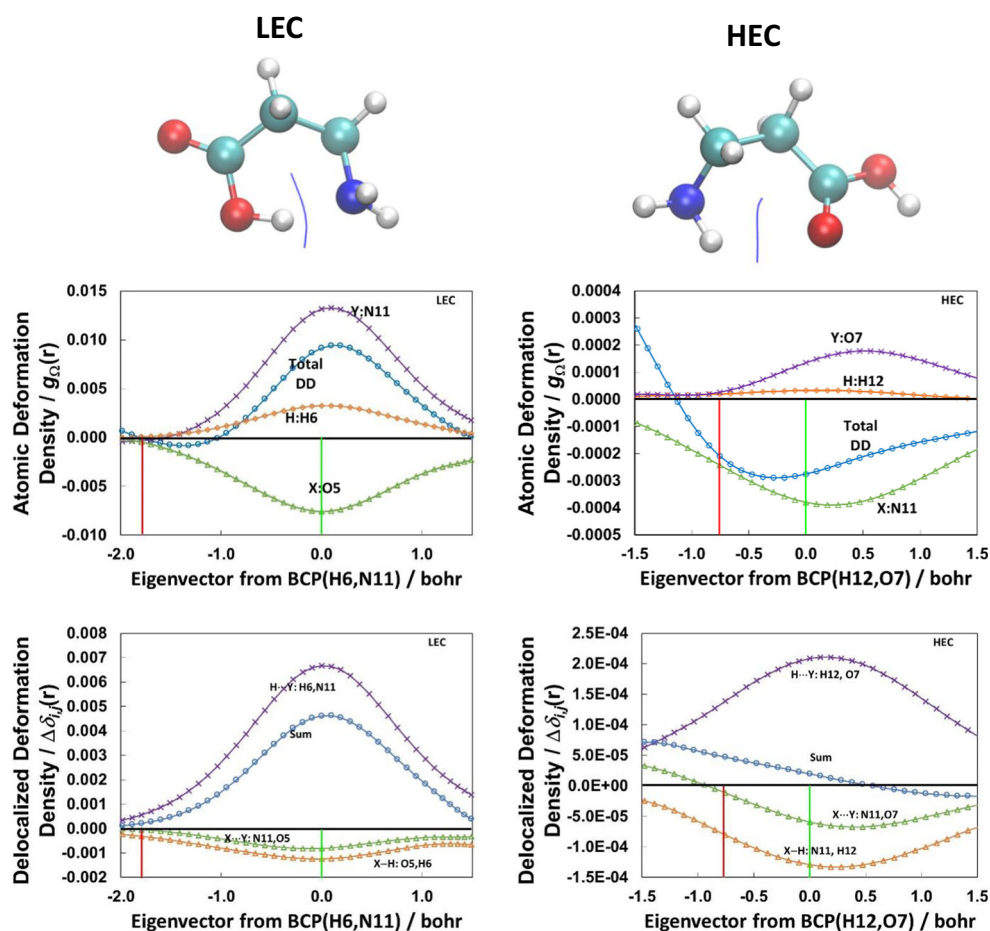 LEC
HEC
Atomic Deformation
Density / gΩ(r)
0.015
0.010
0.005
0.000
-0.005
-0.010
LEC
Y:N11
Total
DD
H:H6
X:O5
-2.0 -1.0 0.0 1.0
Eigenvector from BCP(H6,N11) / bohr
Atomic Deformation
Density / gΩ(r)
0.0004
0.0003
0.0002
0.0001
0.0000
-0.0001
-0.0002
-0.0003
-0.0004
-0.0005
HEC
Y:O7
H:H12
Total
DD
X:N11
-1.5 -1.0 -0.5 0.0 0.5 1.0 1.5
Eigenvector from BCP(H12,O7) / bohr
Delocalized Deformation
Density / Δδi,j(r)
0.008
0.007
0.006
0.005
0.004
0.003
0.002
0.001
0.000
-0.001
-0.002
LEC
H···Y: H6,N11
Sum
X···Y: N11,O5
X–H: O5,H6
-2.0 -1.0 0.0 1.0
Eigenvector from BCP(H6,N11) / bohr
Delocalized Deformation
Density / Δδi,j(r)
2.5E-04
2.0E-04
1.5E-04
1.0E-04
5.0E-05
0.0E+00
-5.0E-05
-1.0E-04
-1.5E-04
HEC
H···Y: H12, O7
Sum
X···Y: N11,O7
X–H: N11, H12
-1.5 -1.0 -0.5 0.0 0.5 1.0 1.5
Eigenvector from BCP(H12,O7) / bohr